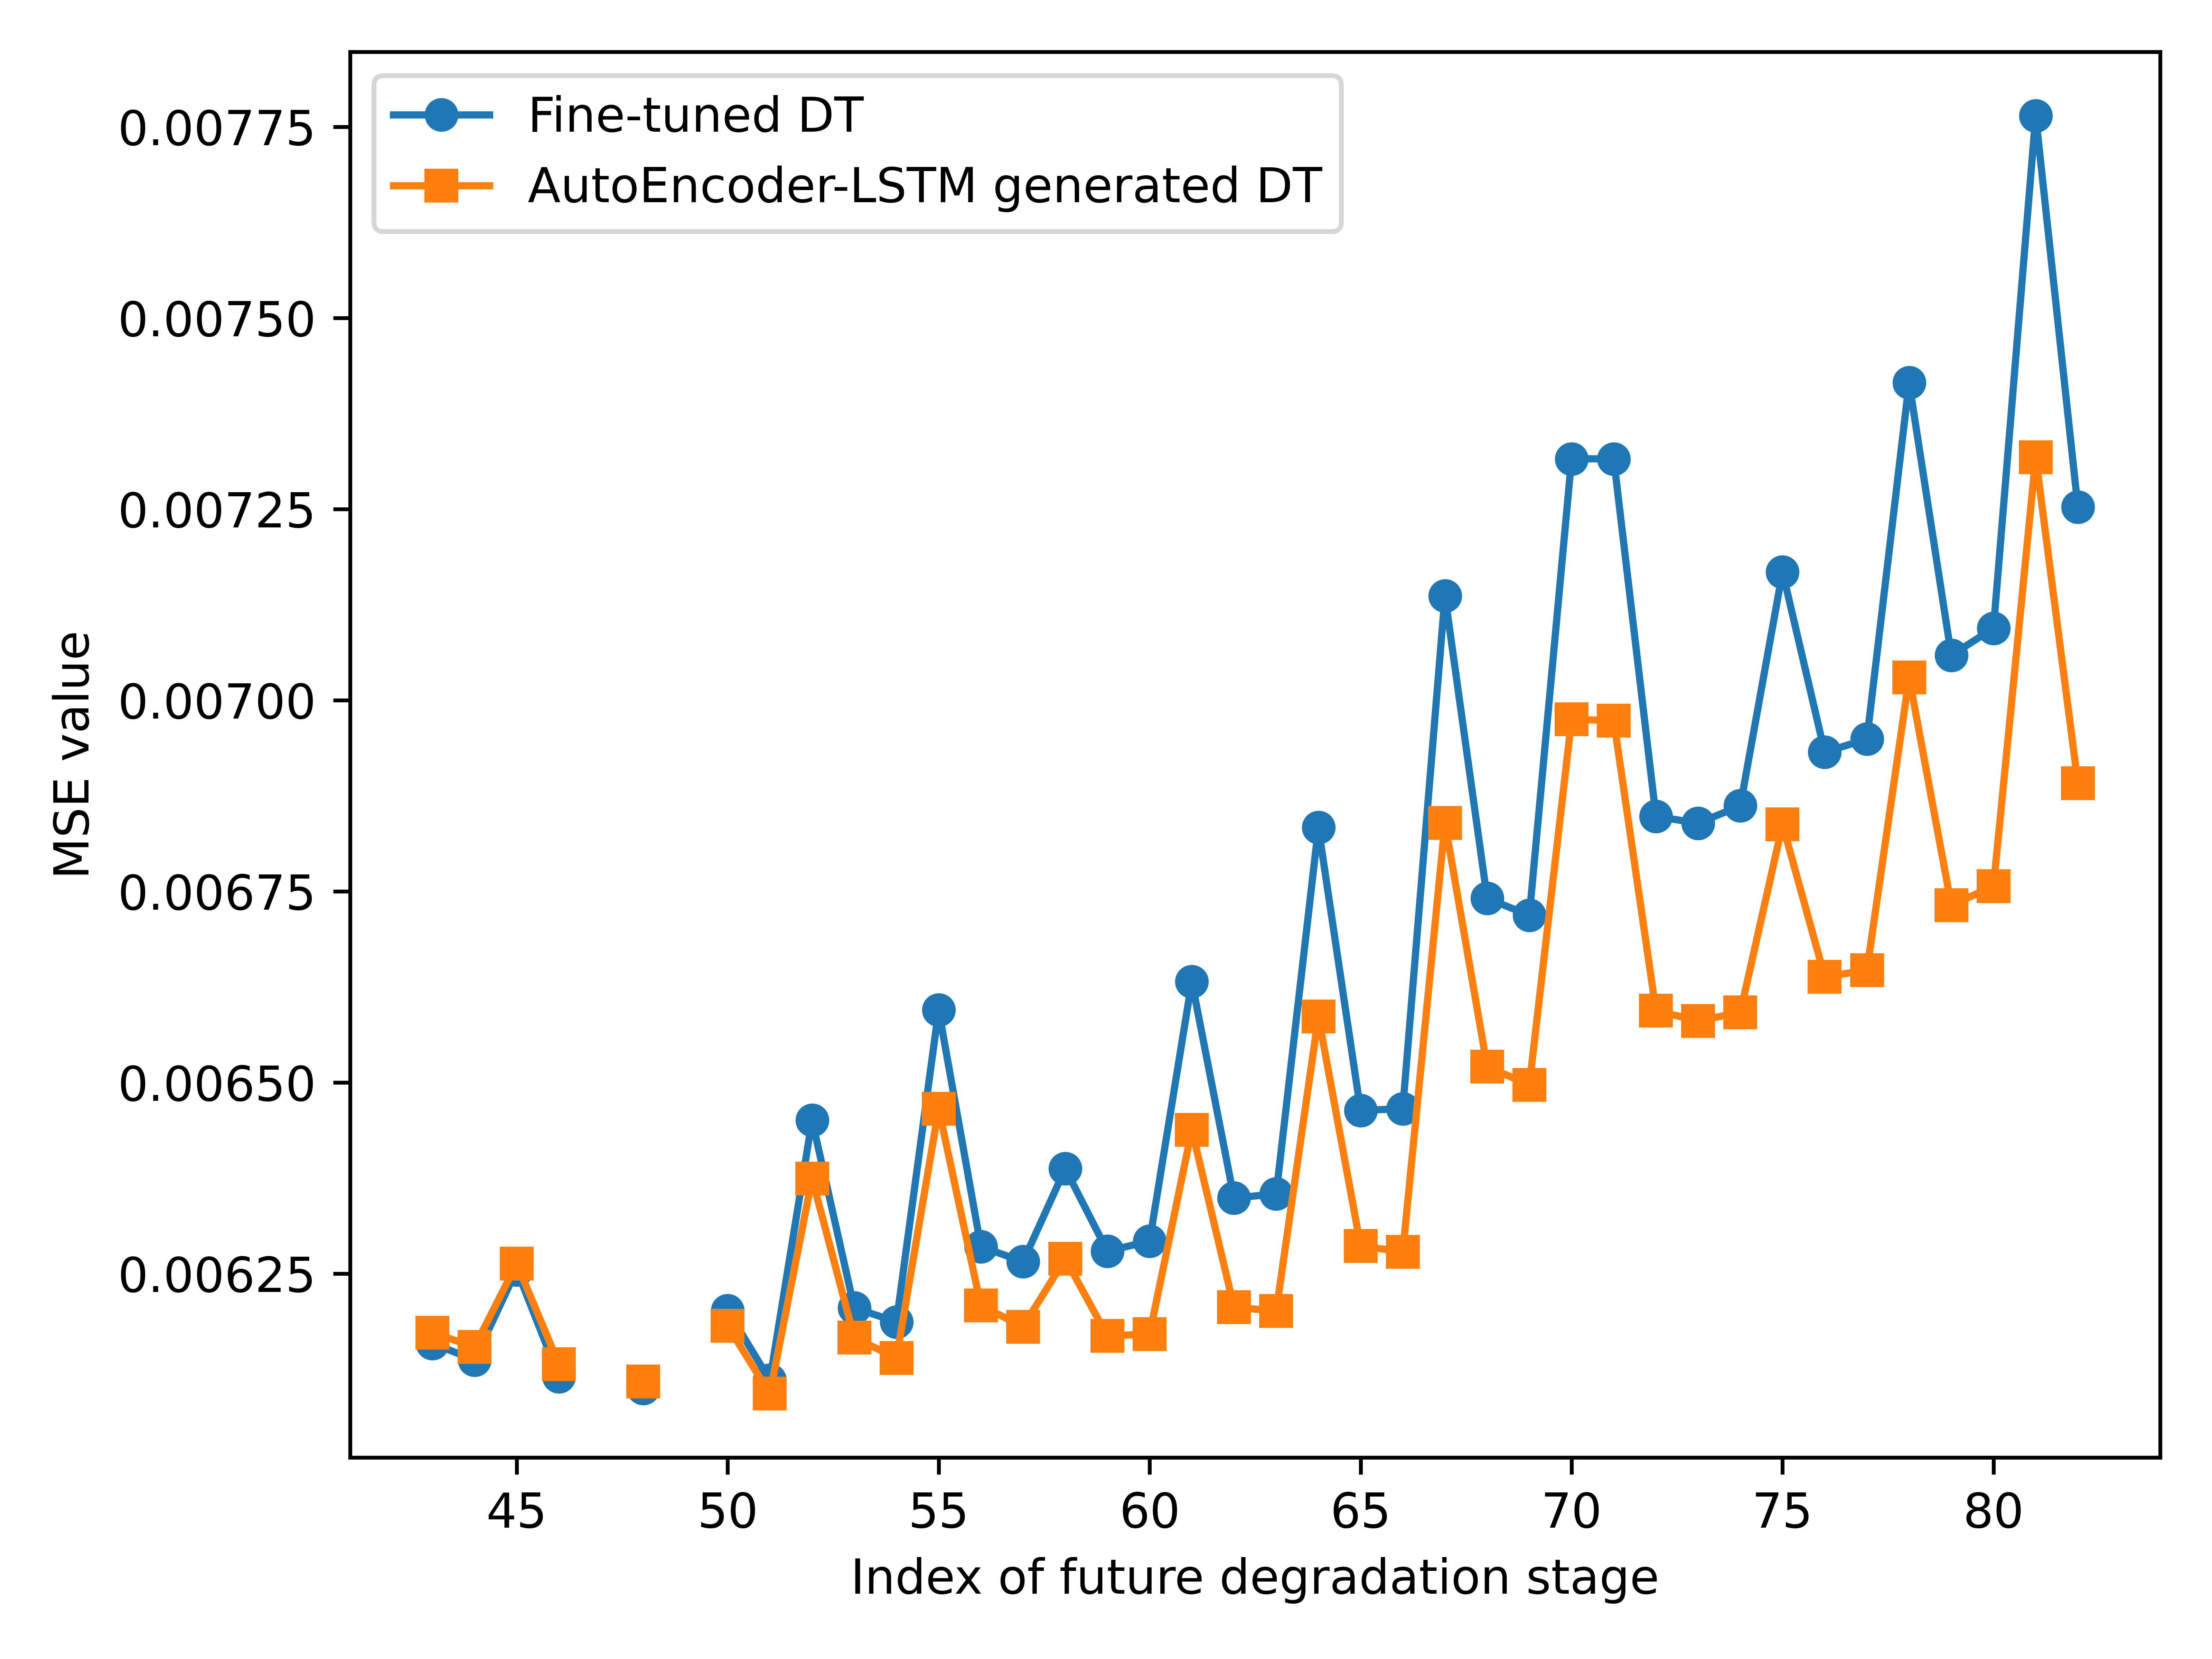 Fine-tuned DT
AutoEncoder-LSTM generated DT
0.00775
0.00750
0.00725
0.00700
0.00675
0.00650
0.00625
MSE value
45 50 55 60 65 70 75 80
Index of future degradation stage